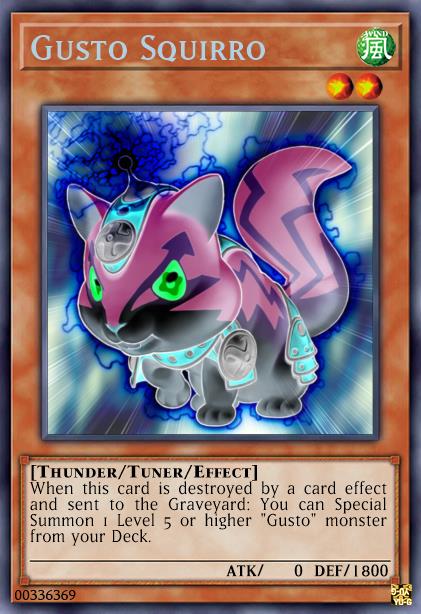 Gusto Squirro
WIND
風
[Thunder/Tuner/Effect]
When this card is destroyed by a card effect
and sent to the Graveyard: You can Special
Summon 1 Level 5 or higher "Gusto" monster
from your Deck.
ATK/ 0 DEF/1800
00336369